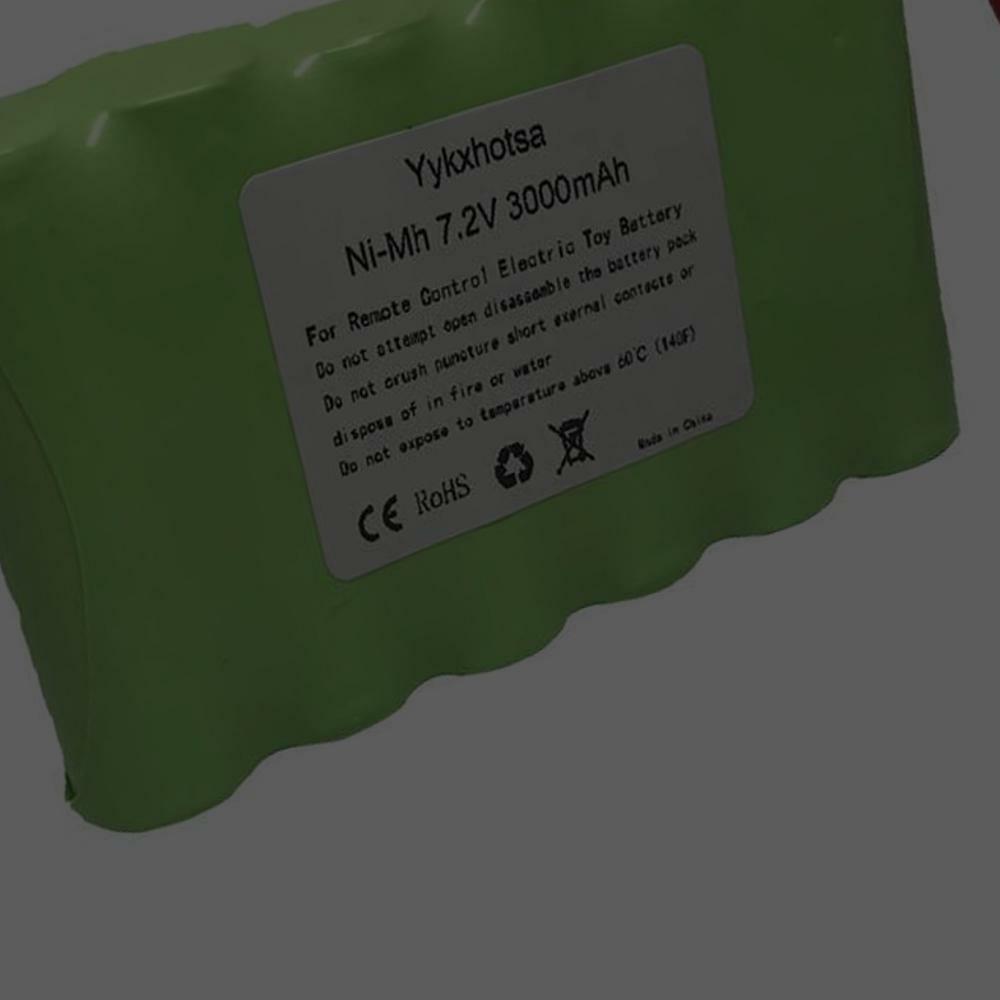 Yykxhotsa
Ni-Mh 7.2V 3000mAh
For Remote Control Electric Toy Battery
Do not attempt open disassemble the battery pack
Do not crush puncture short exernal contacts or
dispose of in fire or water
Do not expose to temperature above 60°C (140F)
CE RoHS
Made in China